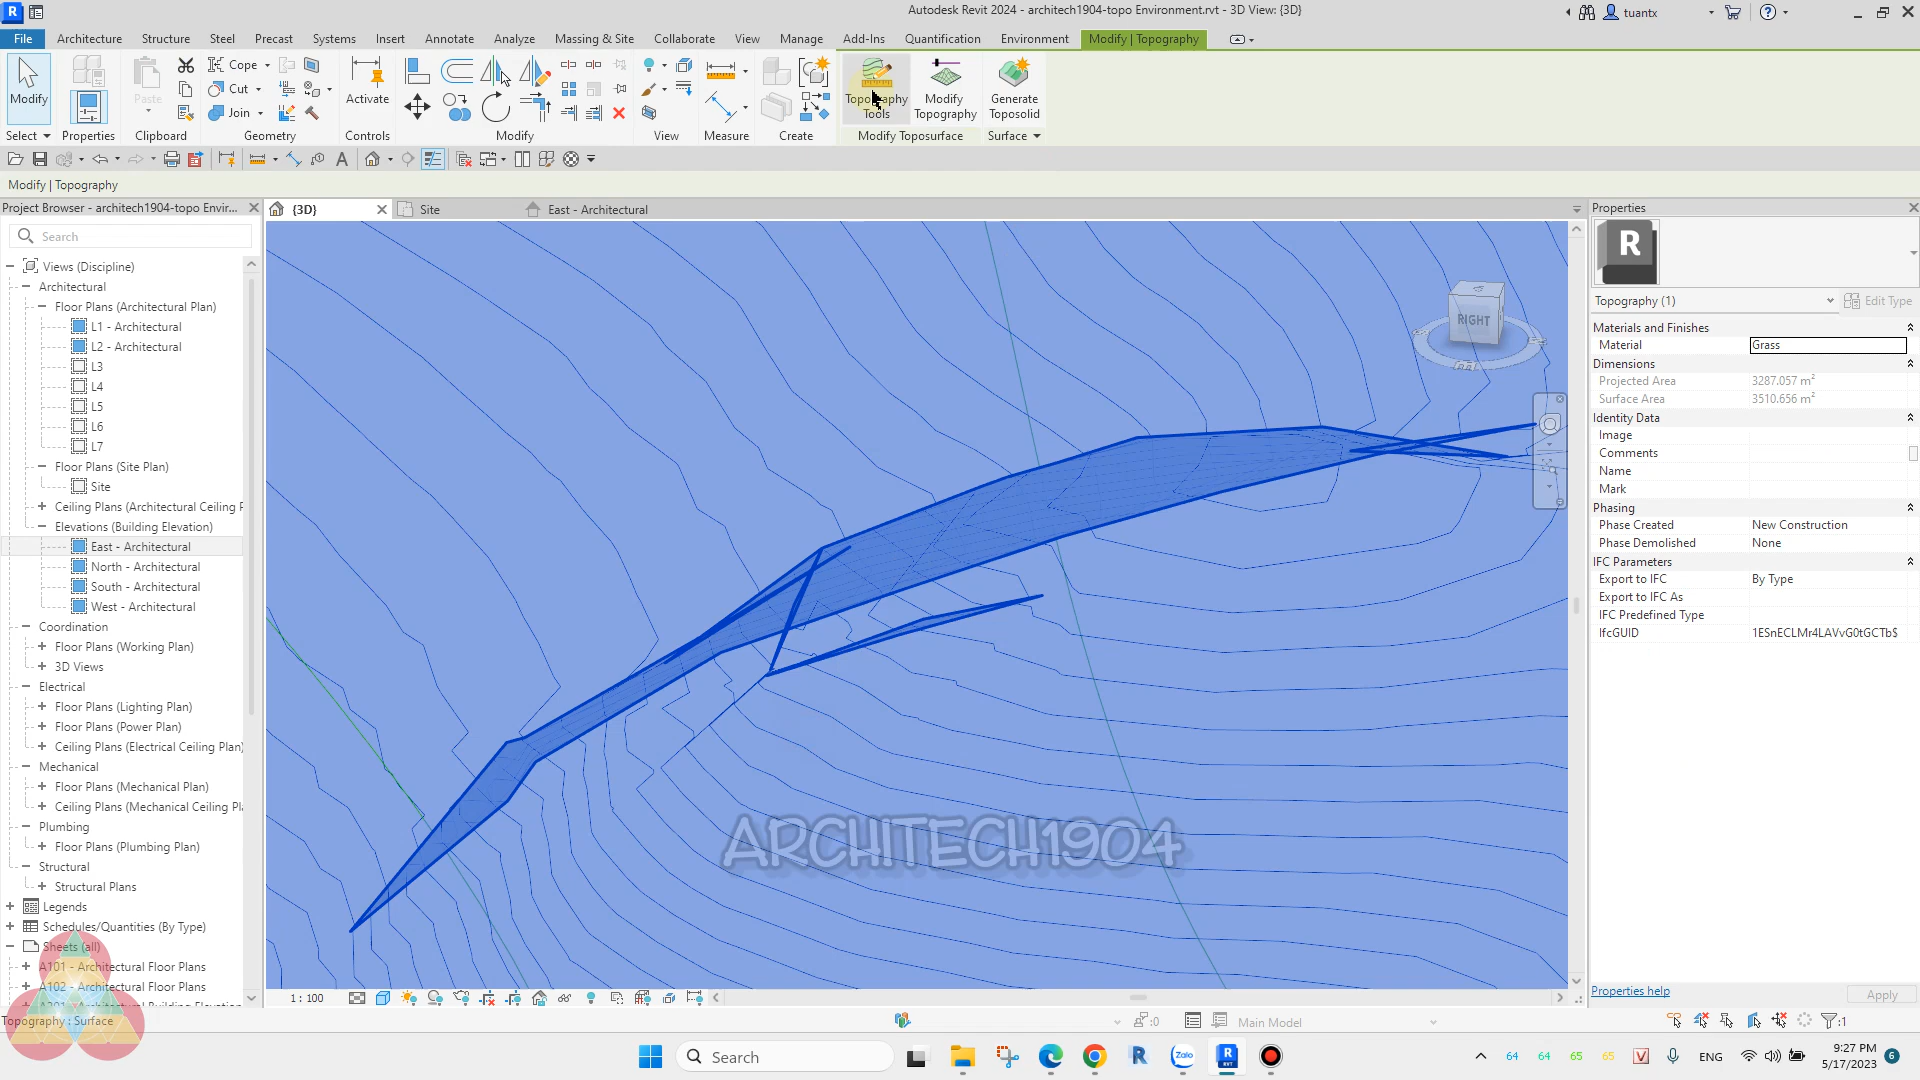 Autodesk Revit 2024 - architech1904-topo Environment.rvt - 3D View: {3D}
tuantx
File
Architecture
Structure
Steel
Precast
Systems
Insert
Annotate
Analyze
Massing & Site
Collaborate
View
Manage
Add-Ins
Quantification
Environment
Modify | Topography
Modify
Properties
Paste
Cope
Cut
Join
Activate
Topography
Tools
Modify
Topography
Generate
Toposolid
Select
Properties
Clipboard
Geometry
Controls
Modify
View
Measure
Create
Modify Toposurface
Surface
Modify | Topography
Project Browser - architech1904-topo Envir...
{3D}
Site
East - Architectural
Properties
Search
Views (Discipline)
Architectural
Floor Plans (Architectural Plan)
L1 - Architectural
L2 - Architectural
L3
L4
L5
L6
L7
Floor Plans (Site Plan)
Site
Ceiling Plans (Architectural Ceiling P
Elevations (Building Elevation)
East - Architectural
North - Architectural
South - Architectural
West - Architectural
Coordination
Floor Plans (Working Plan)
3D Views
Electrical
Floor Plans (Lighting Plan)
Floor Plans (Power Plan)
Ceiling Plans (Electrical Ceiling Plan)
Mechanical
Floor Plans (Mechanical Plan)
Ceiling Plans (Mechanical Ceiling Pla
Plumbing
Floor Plans (Plumbing Plan)
Structural
Structural Plans
Legends
Schedules/Quantities (By Type)
Sheets (all)
A101 - Architectural Floor Plans
A102 - Architectural Floor Plans
RIGHT
ARCHITECH1904
Topography (1)
Edit Type
Materials and Finishes
Material Grass
Dimensions
Projected Area 3287.057 m²
Surface Area 3510.656 m²
Identity Data
Image
Comments
Name
Mark
Phasing
Phase Created New Construction
Phase Demolished None
IFC Parameters
Export to IFC By Type
Export to IFC As
IFC Predefined Type
IfcGUID 1ESnECLMr4LAVvG0tGCTb$
Properties help
Apply
1 : 100
Topography : Surface
:0
Main Model
:1
Search
Zalo
64 64 65 65
ENG
9:27 PM
5/17/2023
6